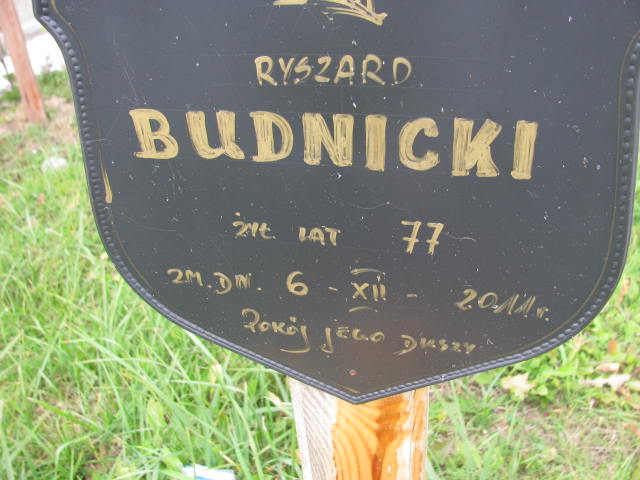 RYSZARD
BUDNICKI
ŻYŁ LAT 77
ZM. DN. 6 - XII - 2011 r.
POKÓJ JEGO DUSZY